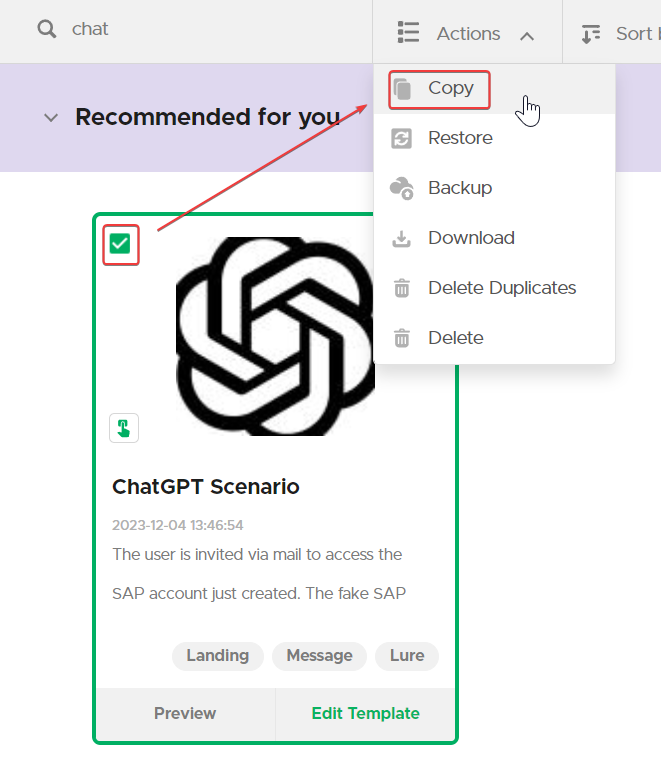 chat
Actions
Sort
Recommended for you
Copy
Restore
Backup
Download
Delete Duplicates
Delete
ChatGPT Scenario
2023-12-04 13:46:54
The user is invited via mail to access the
SAP account just created. The fake SAP
Landing Message Lure
Preview Edit Template